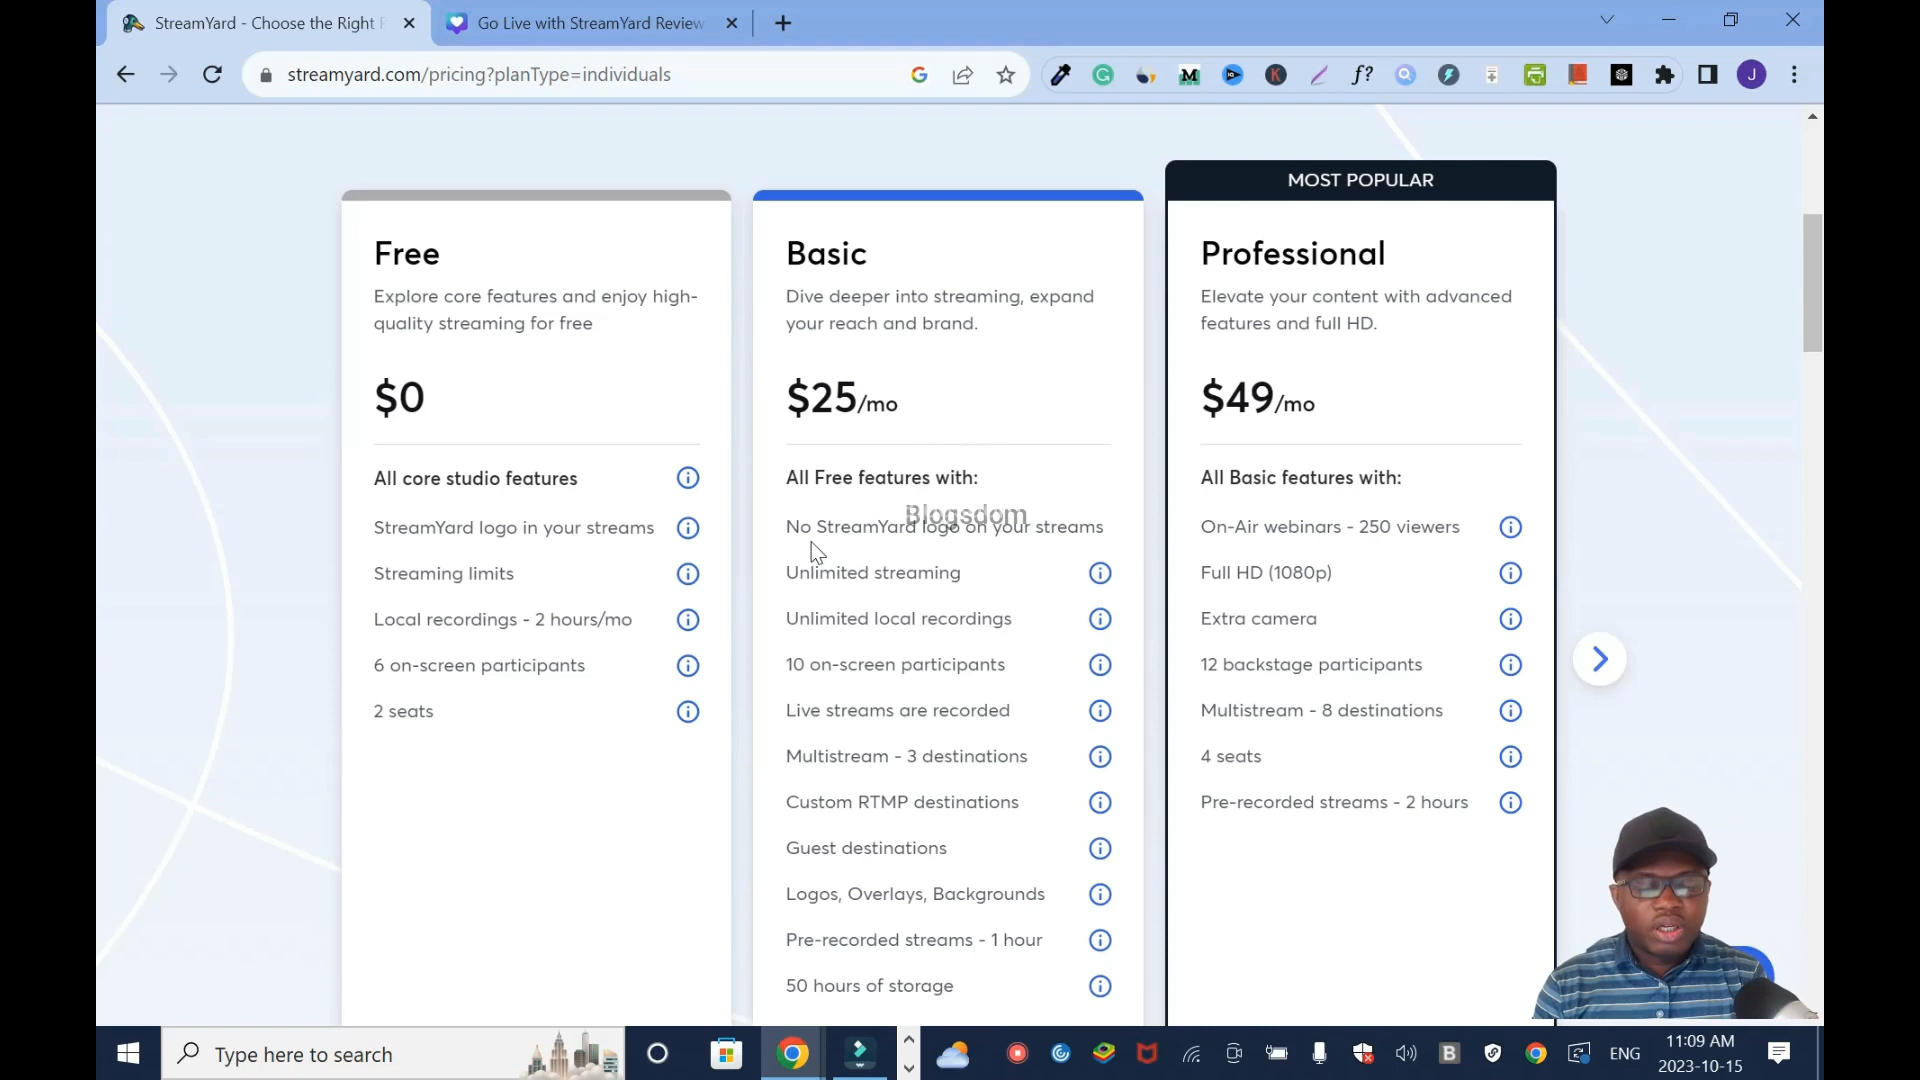 StreamYard - Choose the Right
Go Live with StreamYard Review
streamyard.com/pricing?planType=individuals
MOST POPULAR
Free
Explore core features and enjoy high-
quality streaming for free
$0
All core studio features
StreamYard logo in your streams
Streaming limits
Local recordings - 2 hours/mo
6 on-screen participants
2 seats
Basic
Dive deeper into streaming, expand
your reach and brand.
$25/mo
All Free features with:
Blogsdom
No StreamYard logo on your streams
Unlimited streaming
Unlimited local recordings
10 on-screen participants
Live streams are recorded
Multistream - 3 destinations
Custom RTMP destinations
Guest destinations
Logos, Overlays, Backgrounds
Pre-recorded streams - 1 hour
50 hours of storage
Professional
Elevate your content with advanced
features and full HD.
$49/mo
All Basic features with:
On-Air webinars - 250 viewers
Full HD (1080p)
Extra camera
12 backstage participants
Multistream - 8 destinations
4 seats
Pre-recorded streams - 2 hours
Type here to search
ENG
11:09 AM
2023-10-15